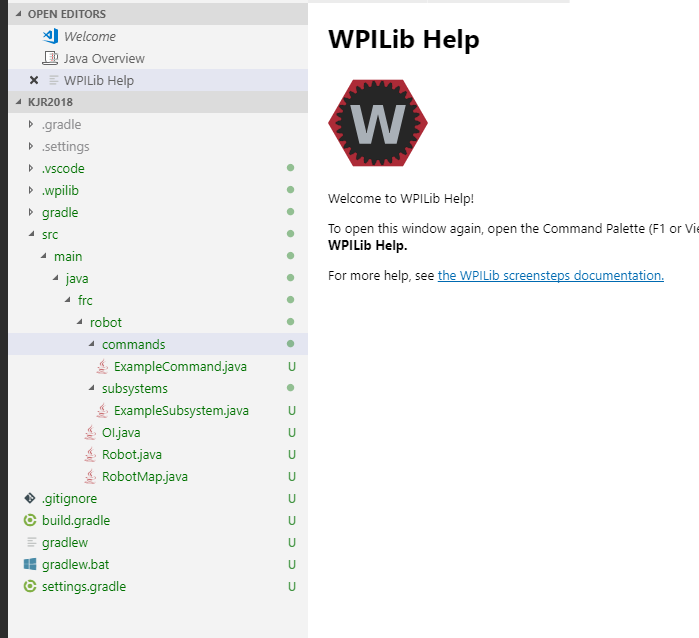 OPEN EDITORS
Welcome
Java Overview
WPILib Help
KJR2018
.gradle
.settings
.vscode
.wpilib
gradle
src
main
java
frc
robot
commands
ExampleCommand.java U
subsystems
ExampleSubsystem.java U
OI.java U
Robot.java U
RobotMap.java U
.gitignore U
build.gradle U
gradlew U
gradlew.bat U
settings.gradle U
WPILib Help
W
Welcome to WPILib Help!
To open this window again, open the Command Palette (F1 or Vie
WPILib Help.
For more help, see the WPILib screensteps documentation.